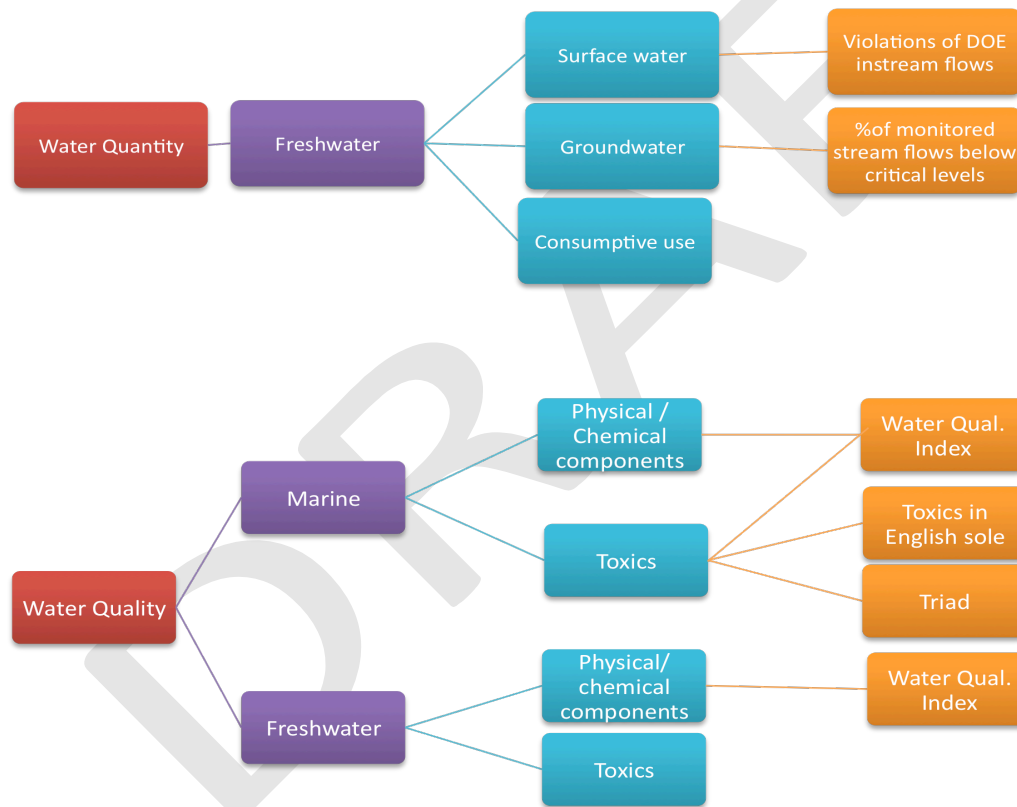 Surface water
Violations of DOE
instream flows
Water Quantity
Freshwater
Groundwater
%of monitored
stream flows below
critical levels
Consumptive use
Physical /
Chemical
components
Water Qual.
Index
Marine
Toxics in
English sole
Toxics
Triad
Water Quality
Physical/
chemical
components
Water Qual.
Index
Freshwater
Toxics
DRAF